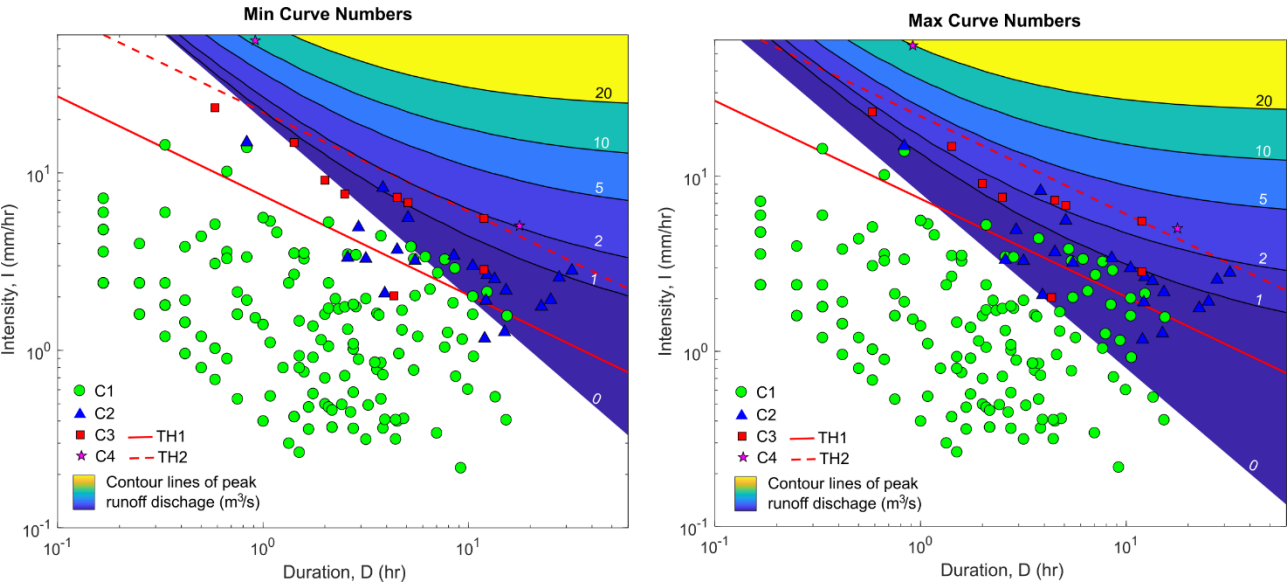 Min Curve Numbers
Intensity, I (mm/hr)
10^1
10^0
10^-1
20
10
5
2
1
0
C1
C2
C3
TH1
C4
TH2
Contour lines of peak
runoff dischage (m^3/s)
10^-1
10^0
10^1
Duration, D (hr)
Max Curve Numbers
Intensity, I (mm/hr)
10^1
10^0
10^-1
20
10
5
2
1
0
C1
C2
C3
TH1
C4
TH2
Contour lines of peak
runoff dischage (m^3/s)
10^-1
10^0
10^1
Duration, D (hr)